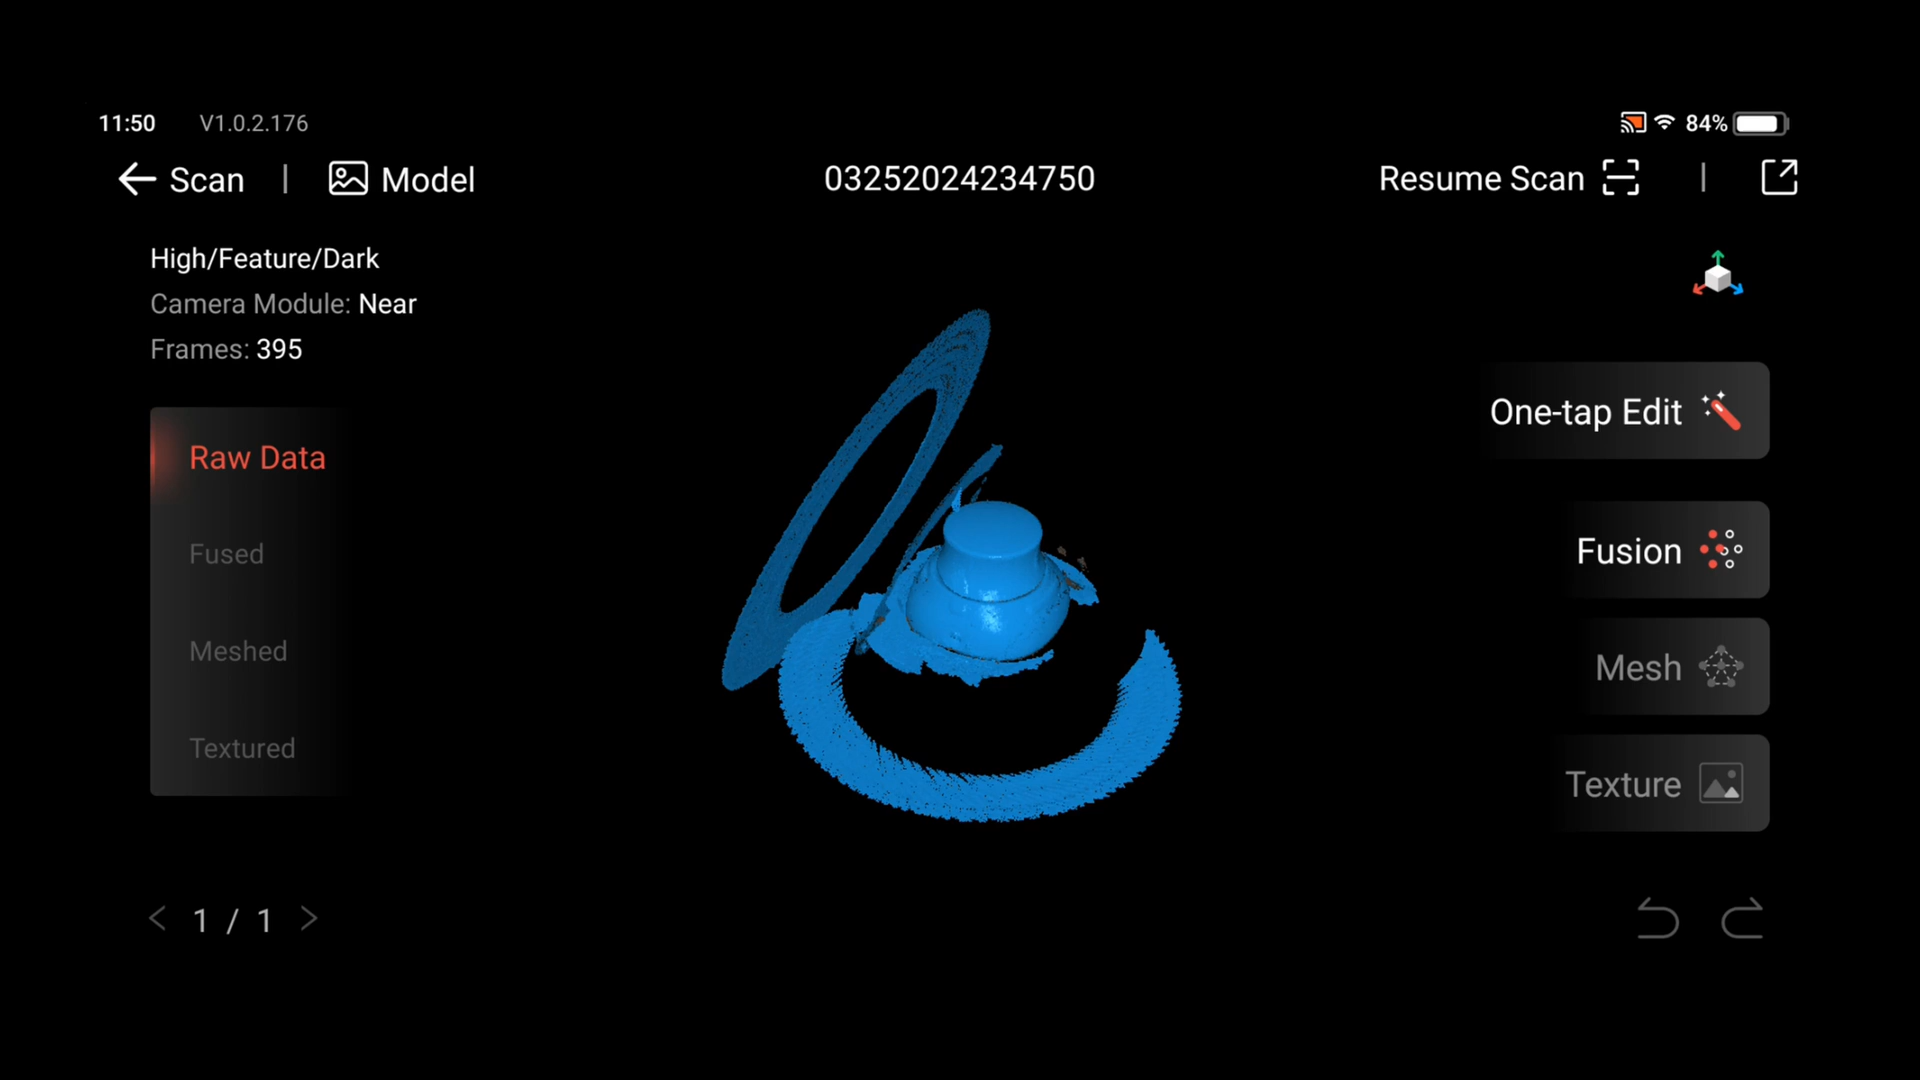 11:50 V1.0.2.176 84%
Scan | Model 03252024234750 Resume Scan |
High/Feature/Dark
Camera Module: Near
Frames: 395
Raw Data
Fused
Meshed
Textured
One-tap Edit
Fusion
Mesh
Texture
< 1 / 1 >